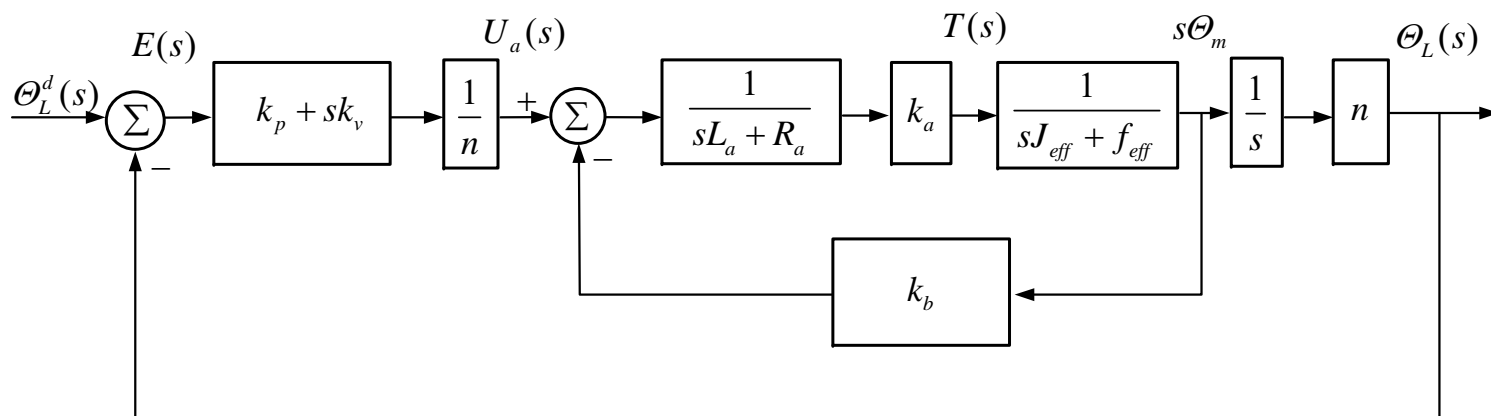 E(s)
U_a(s)
T(s)
sΘ_m
Θ_L(s)
Θ_L^d(s)
Σ
−
k_p + sk_v
1/n
+
Σ
−
1/(sL_a + R_a)
k_a
1/(sJ_eff + f_eff)
1/s
n
k_b